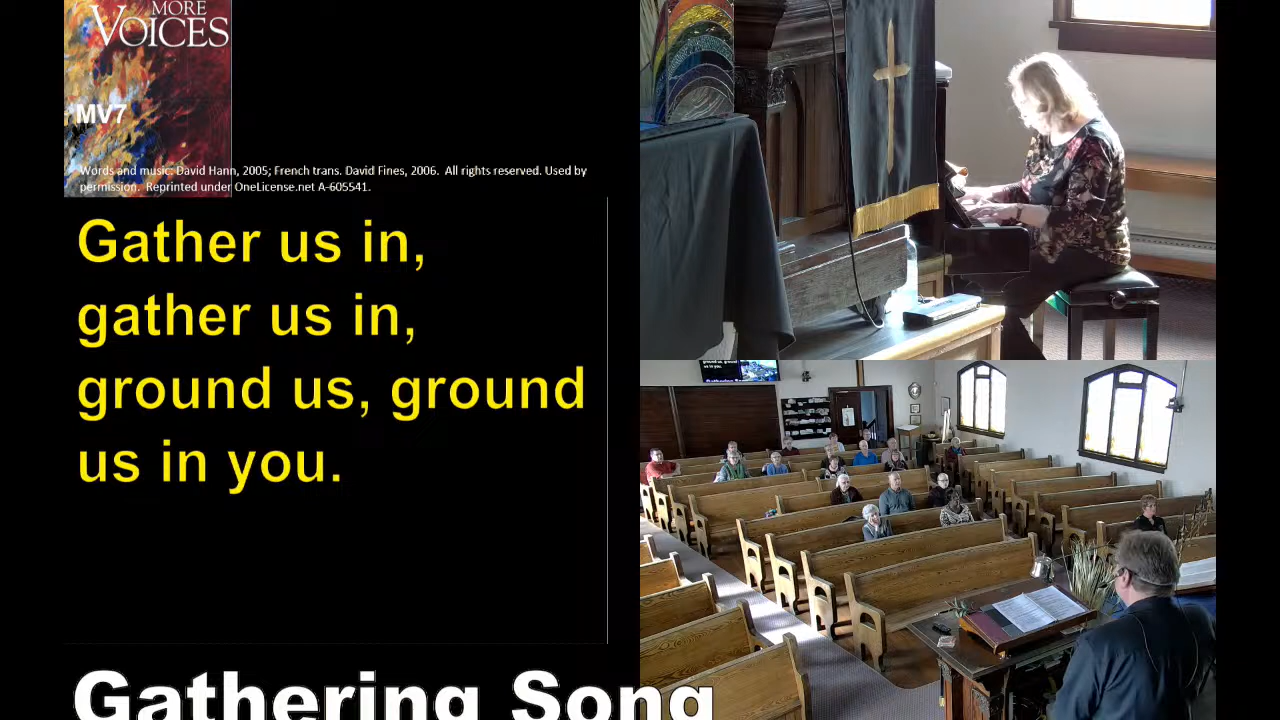 MORE
VOICES
MV7
Words and music: David Hann, 2005; French trans. David Fines, 2006.  All rights reserved. Used by
permission.  Reprinted under OneLicense.net A-605541.
Gather us in,
gather us in,
ground us, ground
us in you.
Gathering Song